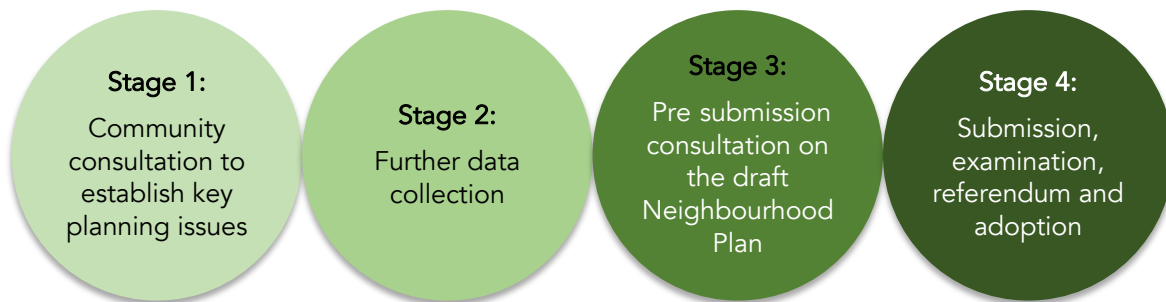 Stage 1:
Community
consultation to
establish key
planning issues
Stage 2:
Further data
collection
Stage 3:
Pre submission
consultation on
the draft
Neighbourhood
Plan
Stage 4:
Submission,
examination,
referendum and
adoption